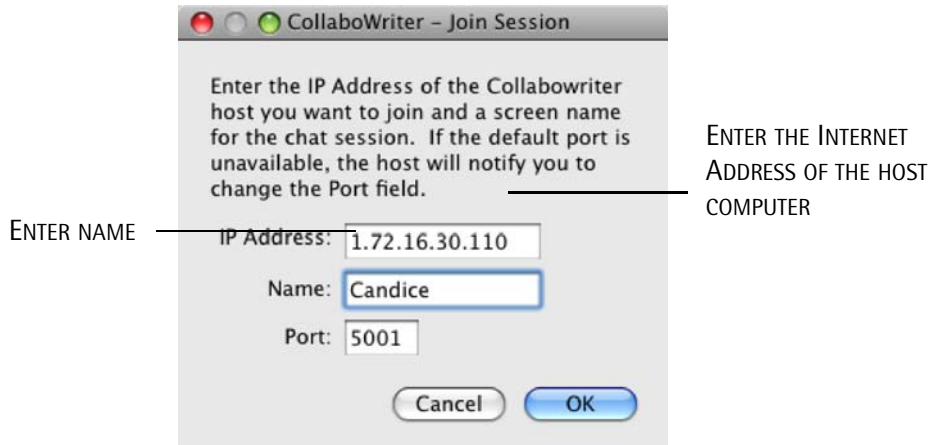 CollaboWriter – Join Session
Enter the IP Address of the Collabowriter
host you want to join and a screen name
for the chat session.  If the default port is
unavailable, the host will notify you to
change the Port field.
ENTER THE INTERNET
ADDRESS OF THE HOST
COMPUTER
ENTER NAME
IP Address: 1.72.16.30.110
Name: Candice
Port: 5001
Cancel OK